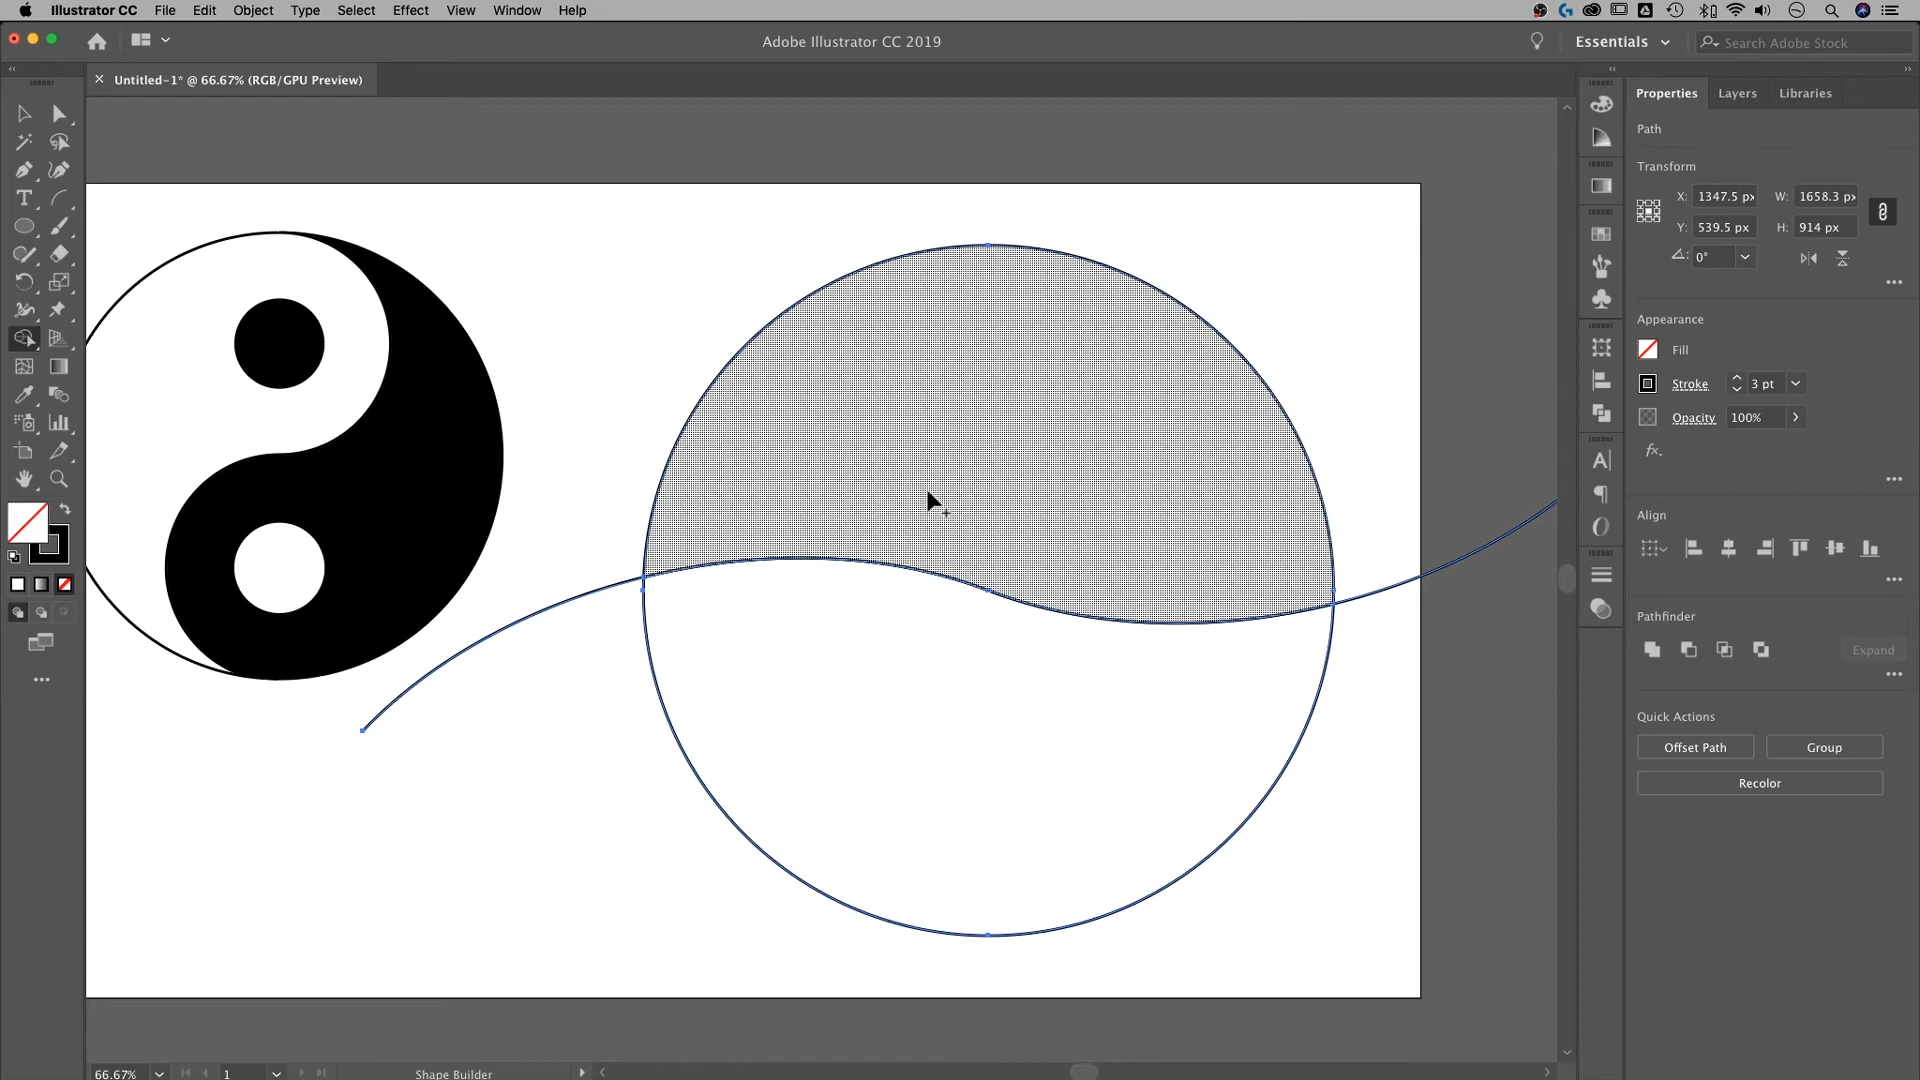 Illustrator CC File Edit Object Type Select Effect View Window Help
Adobe Illustrator CC 2019
Essentials
Search Adobe Stock
Untitled-1* @ 66.67% (RGB/GPU Preview)
Properties Layers Libraries
Path
Transform
X: 1347.5 px W: 1658.3 px
Y: 539.5 px H: 914 px
0°
Appearance
Fill
Stroke 3 pt
Opacity 100%
fx.
Align
Pathfinder
Expand
Quick Actions
Offset Path Group
Recolor
66.67% 1 Shape Builder